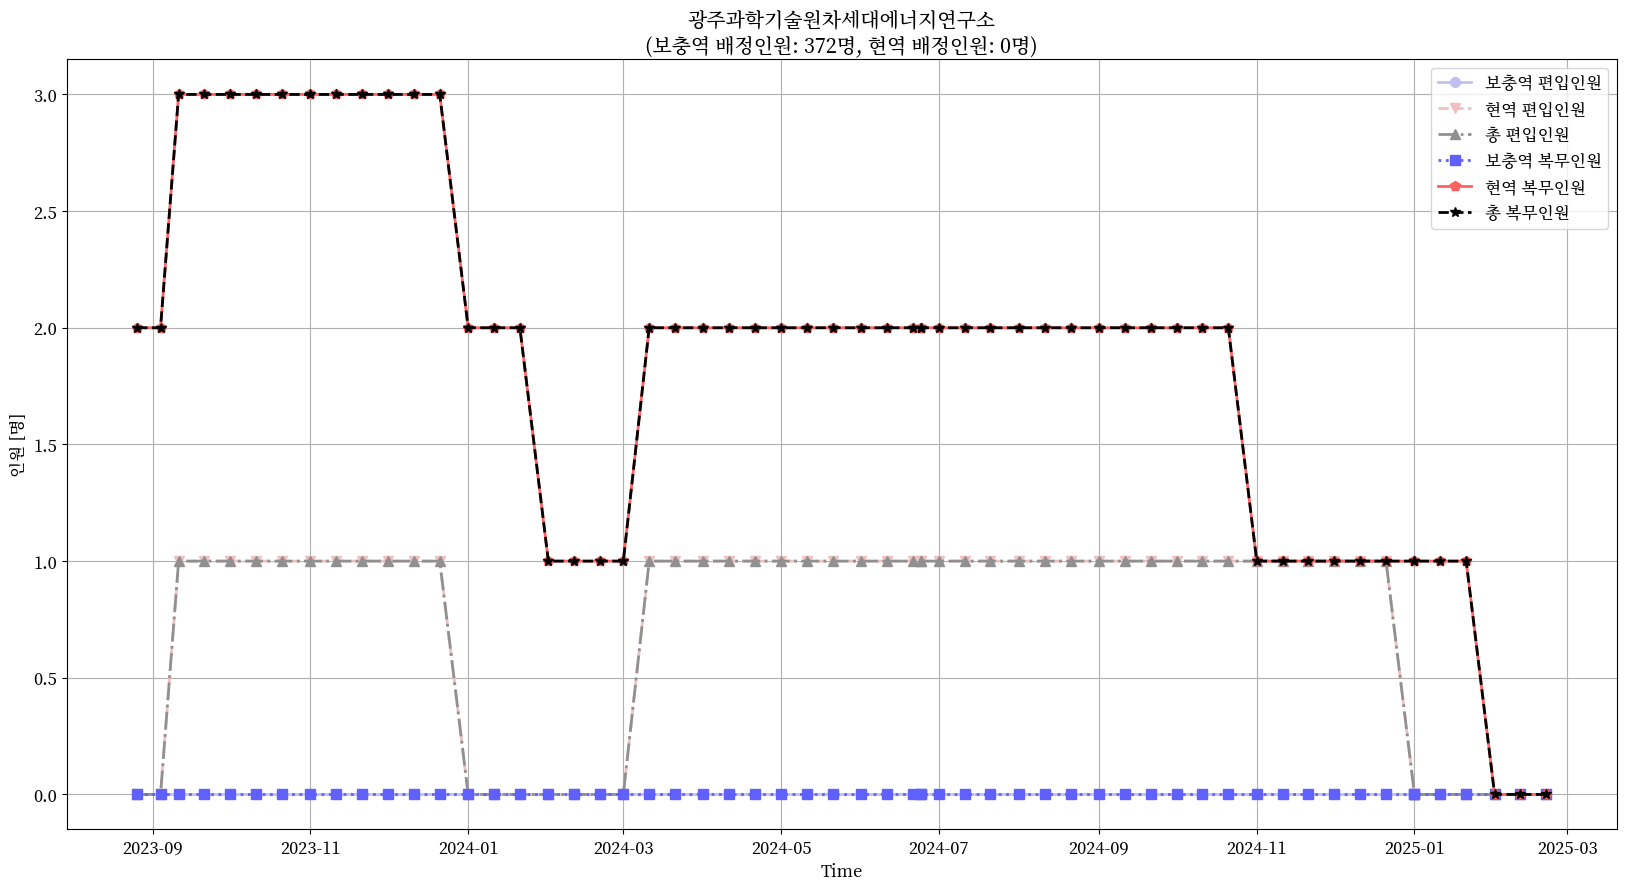 광주과학기술원차세대에너지연구소
(보충역 배정인원: 372명, 현역 배정인원: 0명)
보충역 편입인원
현역 편입인원
총 편입인원
보충역 복무인원
현역 복무인원
총 복무인원
3.0
2.5
2.0
1.5
1.0
0.5
0.0
인원 [명]
2023-09
2023-11
2024-01
2024-03
2024-05
2024-07
2024-09
2024-11
2025-01
2025-03
Time